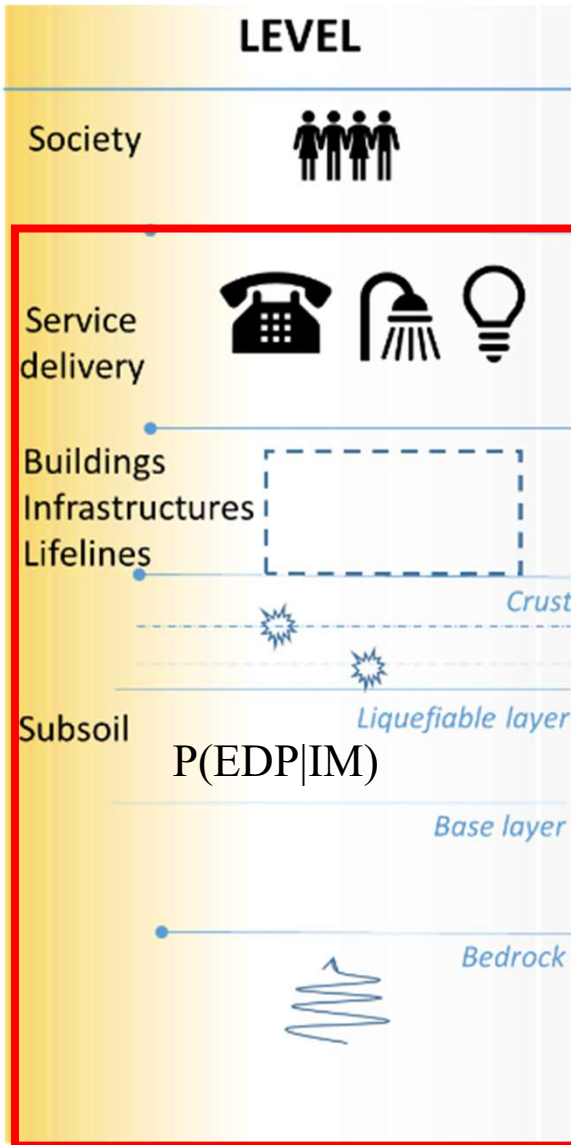 LEVEL
Society
Service
delivery
Buildings
Infrastructures
Lifelines
Crust
Subsoil
Liquefiable layer
P(EDP|IM)
Base layer
Bedrock